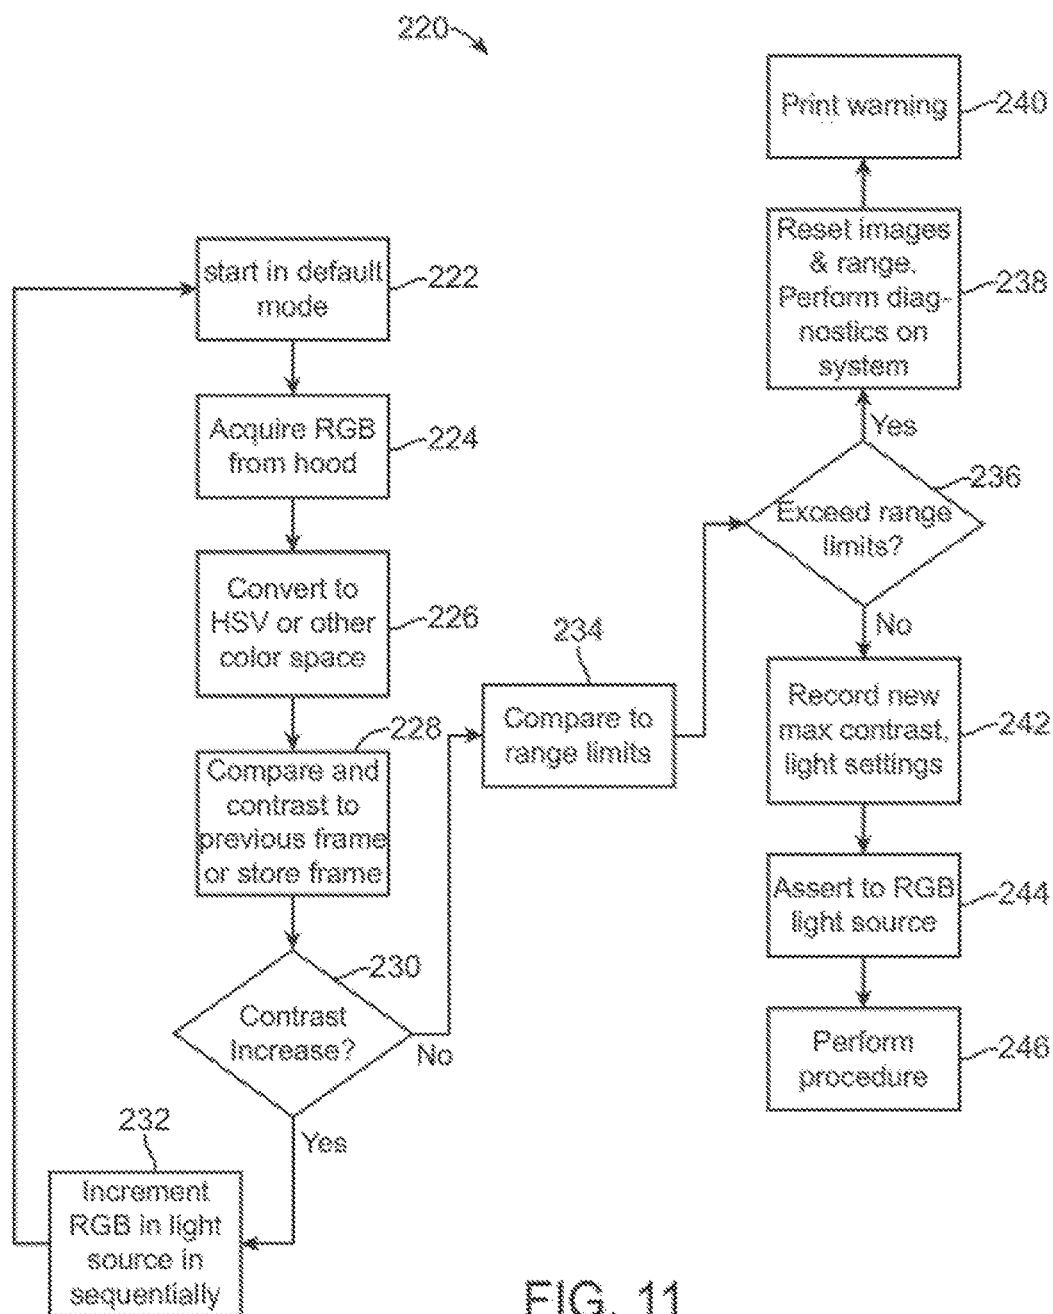 220
Print warning
240
Reset images
& range.
Perform diag-
nostics on
system
238
start in default
mode
222
Acquire RGB
from hood
224
Yes
236
Exceed range
limits?
No
Convert to
HSV or other
color space
226
234
Compare to
range limits
Record new
max contrast,
light settings
242
228
Compare and
contrast to
previous frame
or store frame
Assert to RGB
light source
244
230
Contrast
Increase?
No
Yes
Perform
procedure
246
232
Increment
RGB in light
source in
sequentially
FIG. 11